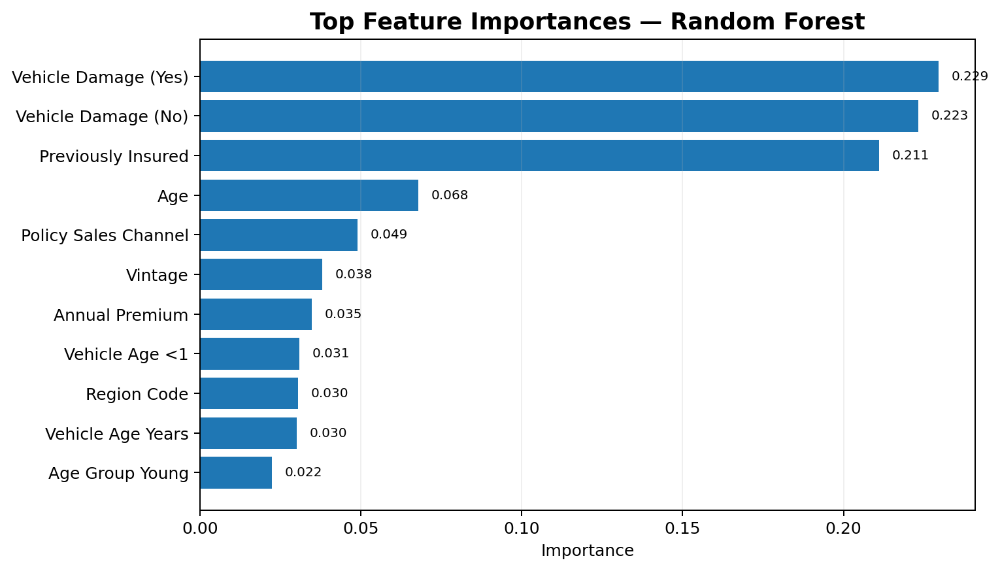 Top Feature Importances — Random Forest
Vehicle Damage (Yes) 0.229
Vehicle Damage (No) 0.223
Previously Insured 0.211
Age 0.068
Policy Sales Channel 0.049
Vintage 0.038
Annual Premium 0.035
Vehicle Age <1 0.031
Region Code 0.030
Vehicle Age Years 0.030
Age Group Young 0.022
0.00 0.05 0.10 0.15 0.20
Importance